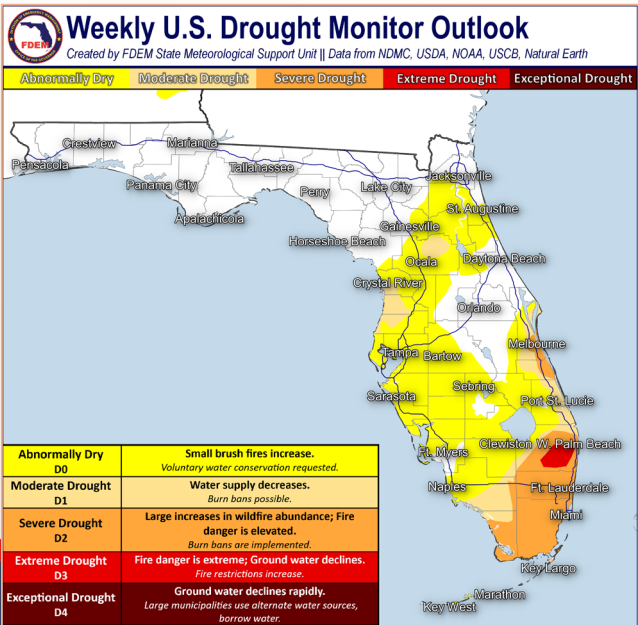 Weekly U.S. Drought Monitor Outlook
FDEM
Created by FDEM State Meteorological Support Unit || Data from NDMC, USDA, NOAA, USCB, Natural Earth
Abnormally Dry Moderate Drought Severe Drought Extreme Drought Exceptional Drought
Crestview Marianna
Pensacola
Tallahassee
Jacksonville
Panama City
Perry Lake City
Apalachicola
St. Augustine
Gainesville
Horseshoe Beach
Ocala Daytona Beach
Crystal River
Orlando
Melbourne
Tampa Bartow
Sebring
Sarasota
Port St. Lucie
Clewiston W. Palm Beach
Ft. Myers
Naples Ft. Lauderdale
Miami
Key Largo
Marathon
Key West
Abnormally Dry
D0
Small brush fires increase.
Voluntary water conservation requested.
Moderate Drought
D1
Water supply decreases.
Burn bans possible.
Severe Drought
D2
Large increases in wildfire abundance; Fire
danger is elevated.
Burn bans are implemented.
Extreme Drought
D3
Fire danger is extreme; Ground water declines.
Fire restrictions increase.
Exceptional Drought
D4
Ground water declines rapidly.
Large municipalities use alternate water sources,
borrow water.